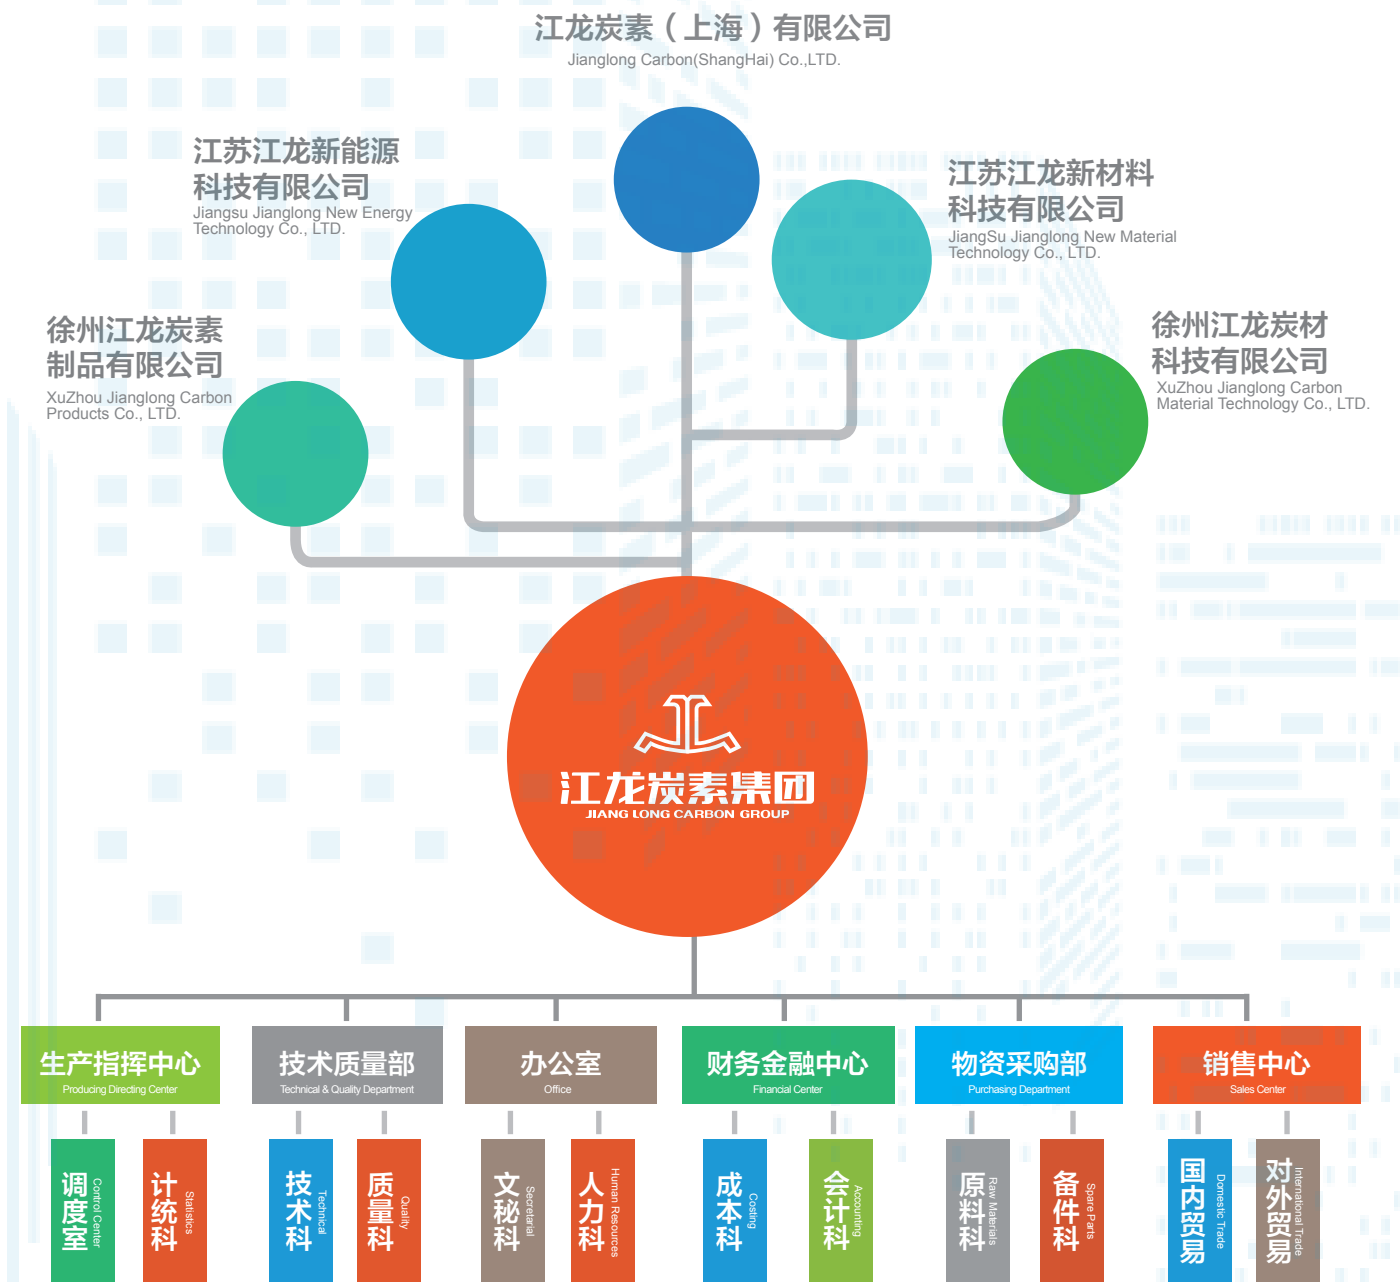 江龙炭素（上海）有限公司
Jianglong Carbon(ShangHai) Co.,LTD.
江苏江龙新能源
科技有限公司
Jiangsu Jianglong New Energy
Technology Co., LTD.
江苏江龙新材料
科技有限公司
JiangSu Jianglong New Material
Technology Co., LTD.
徐州江龙炭素
制品有限公司
XuZhou Jianglong Carbon
Products Co., LTD.
徐州江龙炭材
科技有限公司
XuZhou Jianglong Carbon
Material Technology Co., LTD.
江龙炭素集团
JIANG LONG CARBON GROUP
生产指挥中心
Producing Directing Center
技术质量部
Technical & Quality Department
办公室
Office
财务金融中心
Financial Center
物资采购部
Purchasing Department
销售中心
Sales Center
调度室
Control Center
计统科
Statistics
技术科
Technical
质量科
Quality
文秘科
Secretarial
人力科
Human Resources
成本科
Costing
会计科
Accounting
原料科
Raw Materials
备件科
Spare Parts
国内贸易
Domestic Trade
对外贸易
International Trade